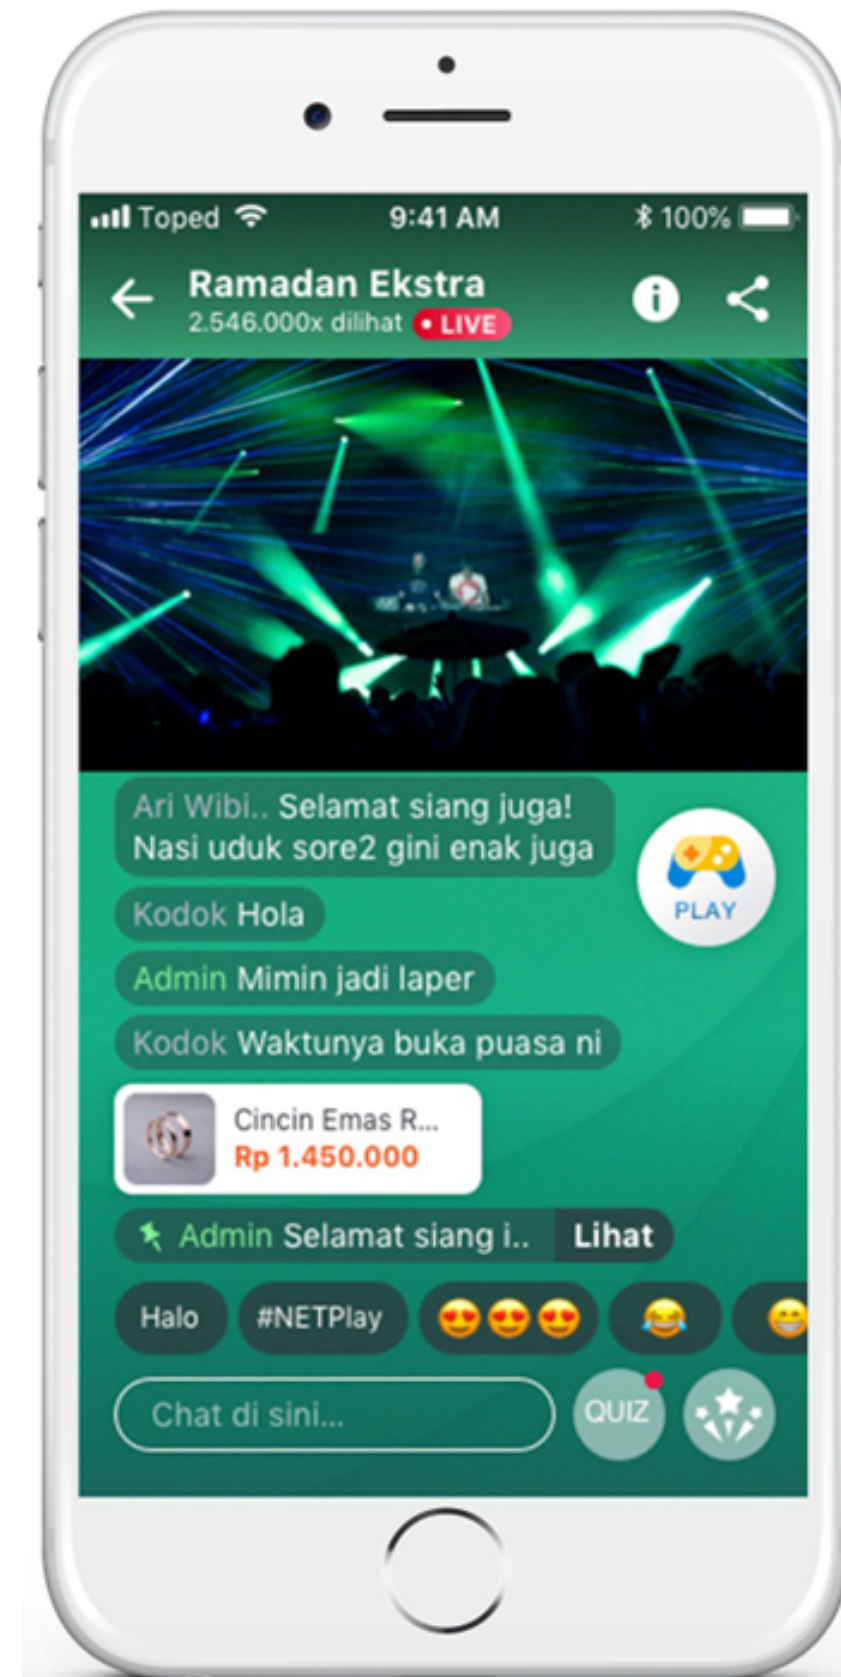 Toped 9:41 AM 100%
Ramadan Ekstra
2.546.000x dilihat • LIVE
Ari Wibi.. Selamat siang juga!
Nasi uduk sore2 gini enak juga
PLAY
Kodok Hola
Admin Mimin jadi laper
Kodok Waktunya buka puasa ni
Cincin Emas R...
Rp 1.450.000
Admin Selamat siang i.. Lihat
Halo #NETPlay 😍😍😍 😂 😁
Chat di sini... QUIZ